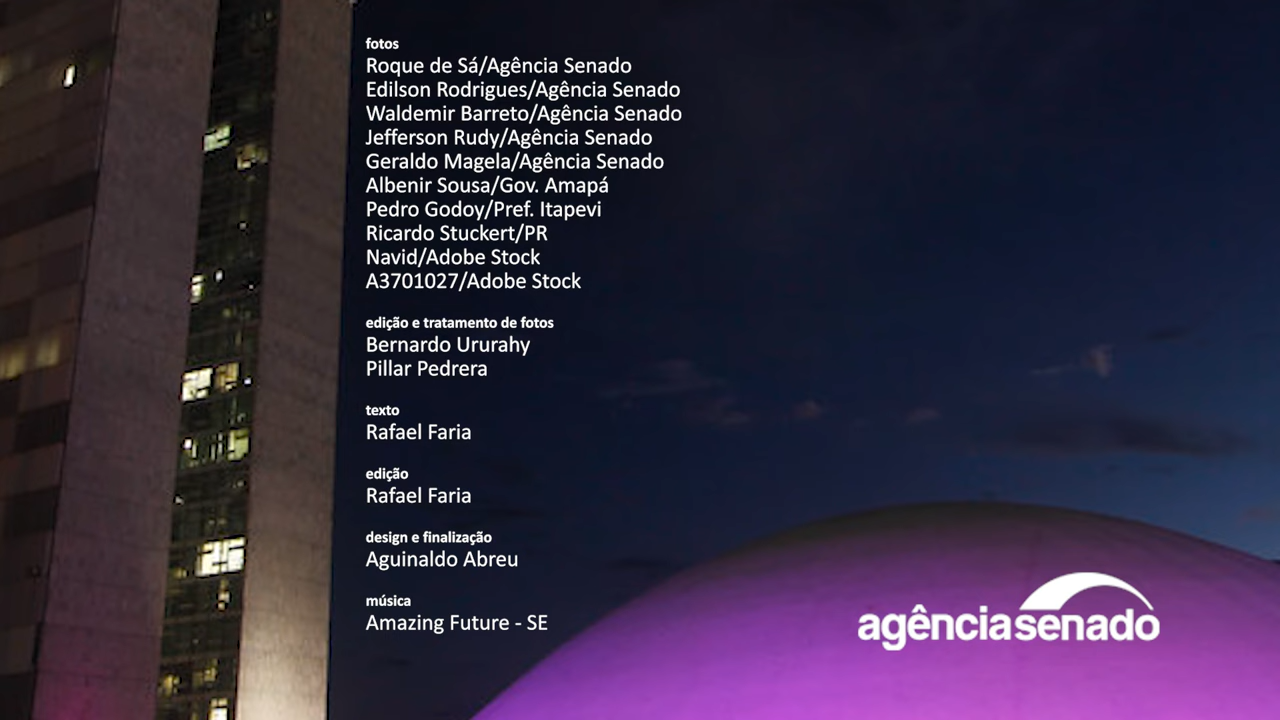 fotos
Roque de Sá/Agência Senado
Edilson Rodrigues/Agência Senado
Waldemir Barreto/Agência Senado
Jefferson Rudy/Agência Senado
Geraldo Magela/Agência Senado
Albenir Sousa/Gov. Amapá
Pedro Godoy/Pref. Itapevi
Ricardo Stuckert/PR
Navid/Adobe Stock
A3701027/Adobe Stock
edição e tratamento de fotos
Bernardo Ururahy
Pillar Pedrera
texto
Rafael Faria
edição
Rafael Faria
design e finalização
Aguinaldo Abreu
música
Amazing Future - SE
agênciasenado